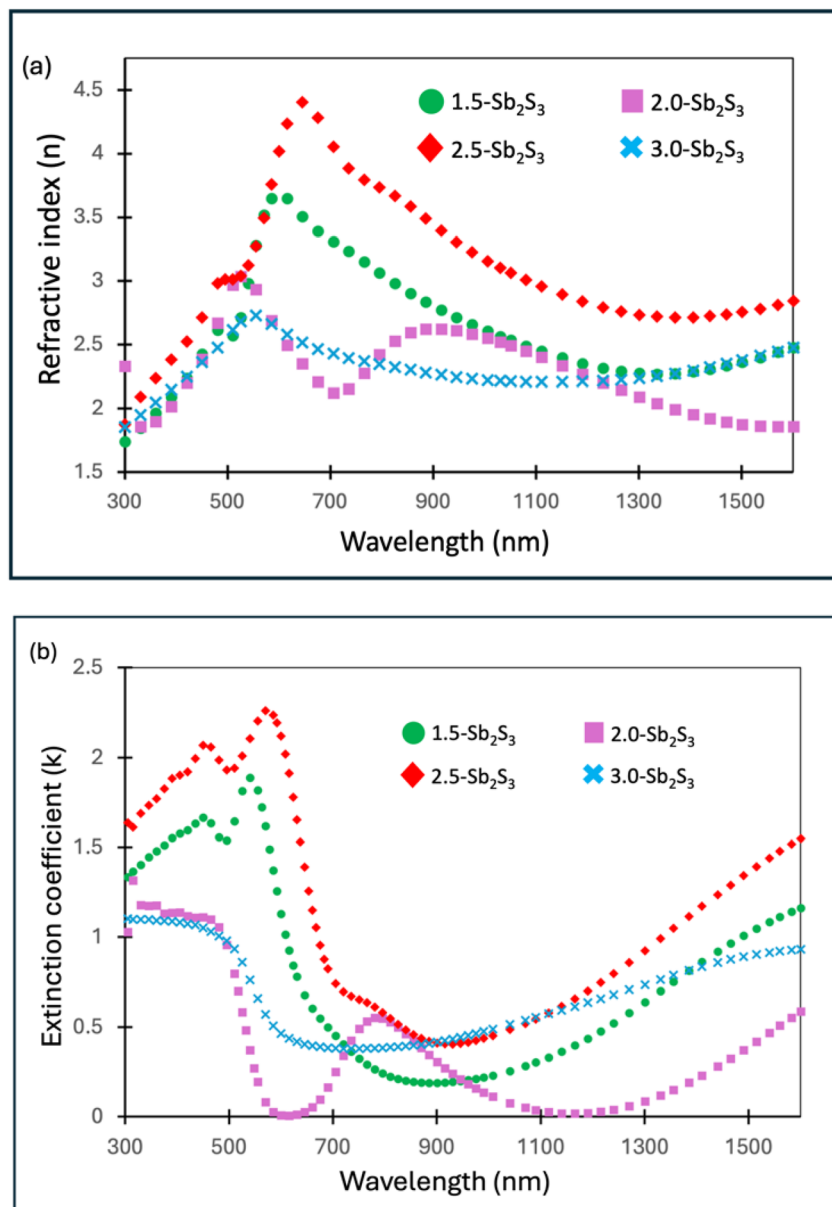 (a)
Refractive index (n)
4.5
4
3.5
3
2.5
2
1.5
1.5-Sb₂S₃
2.0-Sb₂S₃
2.5-Sb₂S₃
3.0-Sb₂S₃
300 500 700 900 1100 1300 1500
Wavelength (nm)
(b)
Extinction coefficient (k)
2.5
2
1.5
1
0.5
0
1.5-Sb₂S₃
2.0-Sb₂S₃
2.5-Sb₂S₃
3.0-Sb₂S₃
300 500 700 900 1100 1300 1500
Wavelength (nm)